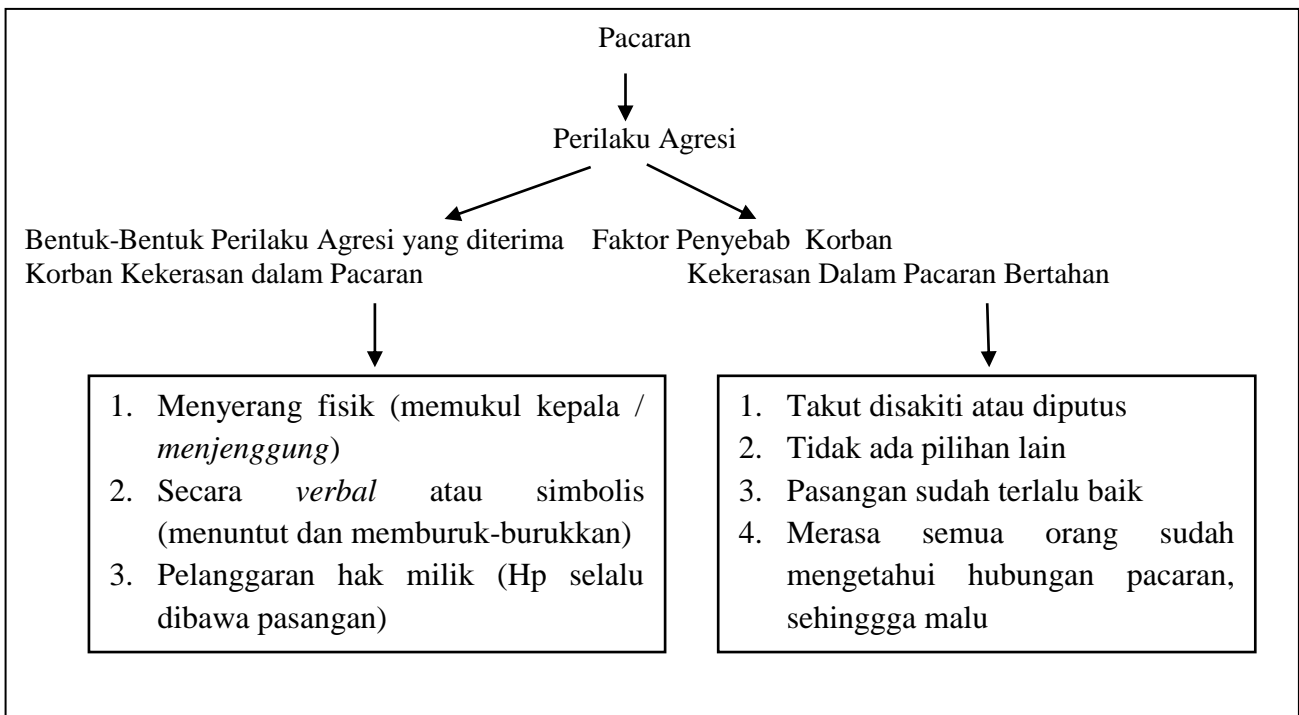 Pacaran
Perilaku Agresi
Bentuk-Bentuk Perilaku Agresi yang diterima
Korban Kekerasan dalam Pacaran
Faktor Penyebab Korban
Kekerasan Dalam Pacaran Bertahan
1. Menyerang fisik (memukul kepala /
menjenggung)
2. Secara verbal atau simbolis
(menuntut dan memburuk-burukkan)
3. Pelanggaran hak milik (Hp selalu
dibawa pasangan)
1. Takut disakiti atau diputus
2. Tidak ada pilihan lain
3. Pasangan sudah terlalu baik
4. Merasa semua orang sudah
mengetahui hubungan pacaran,
sehinggga malu